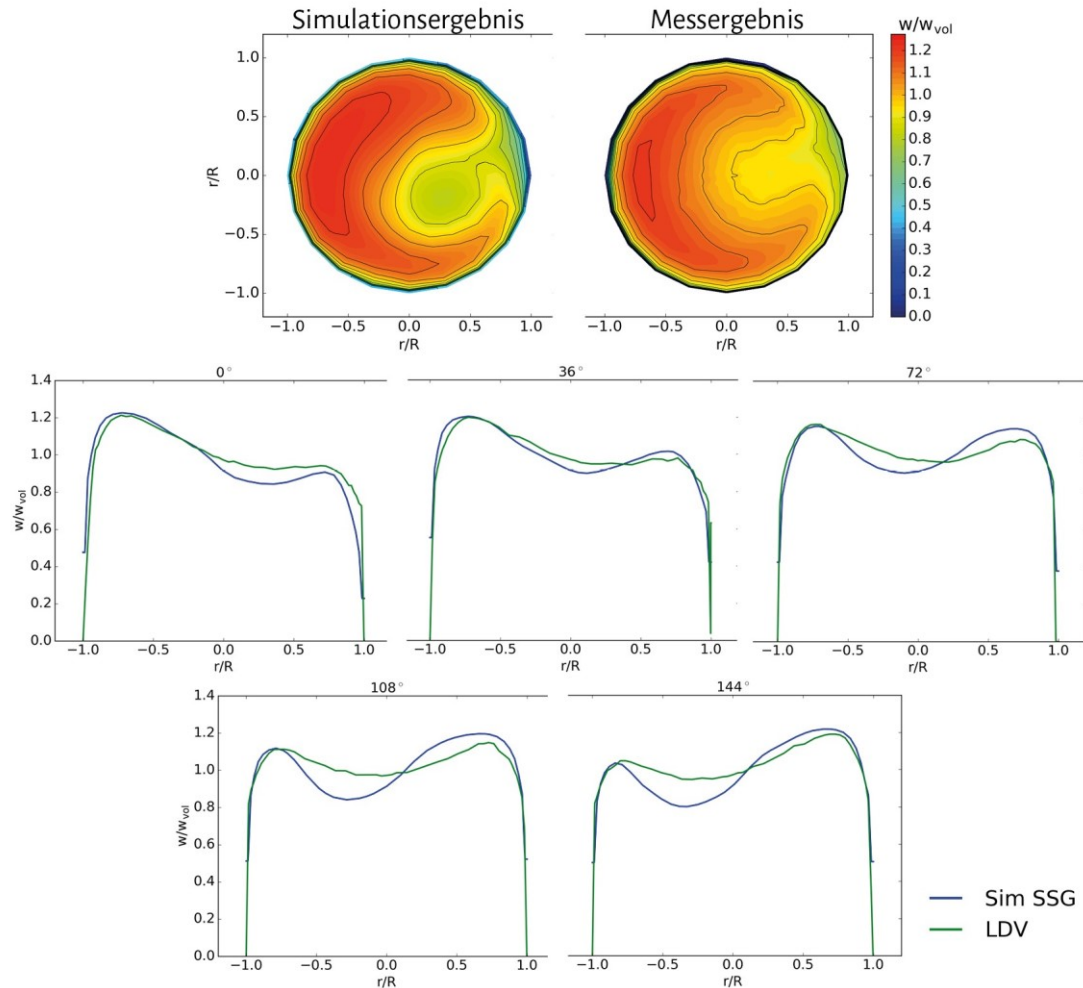 Simulationsergebnis Messergebnis w/w_vol
1.0
0.5
0.0
−0.5
−1.0
r/R
−1.0 −0.5 0.0 0.5 1.0
r/R
−1.0 −0.5 0.0 0.5 1.0
r/R
1.2
1.1
1.0
0.9
0.8
0.7
0.6
0.5
0.4
0.3
0.2
0.1
0.0
0° 36° 72°
1.4
1.2
1.0
0.8
0.6
0.4
0.2
0.0
w/w_vol
−1.0 −0.5 0.0 0.5 1.0
r/R
−1.0 −0.5 0.0 0.5 1.0
r/R
−1.0 −0.5 0.0 0.5 1.0
r/R
108° 144°
1.4
1.2
1.0
0.8
0.6
0.4
0.2
0.0
w/w_vol
−1.0 −0.5 0.0 0.5 1.0
r/R
−1.0 −0.5 0.0 0.5 1.0
r/R
Sim SSG
LDV